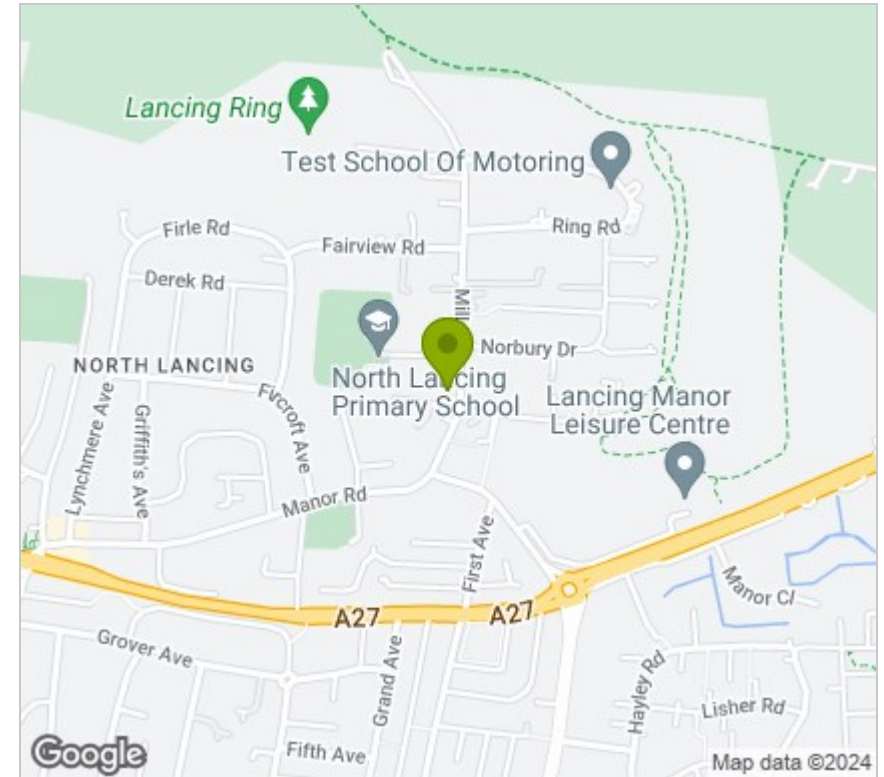 Lancing Ring
Test School Of Motoring
Firle Rd
Ring Rd
Fairview Rd
Derek Rd
Mill
Norbury Dr
NORTH LANCING
North Lancing
Primary School
Lancing Manor
Leisure Centre
Lynchmere Ave
Griffith's Ave
Fircroft Ave
Manor Rd
First Ave
Manor Cl
A27
A27
Grover Ave
Grand Ave
Hayley Rd
Lisher Rd
Fifth Ave
Google
Map data ©2024